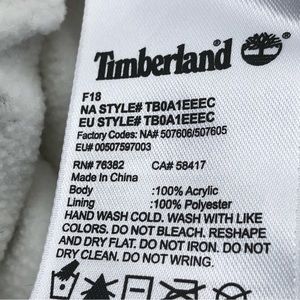 Timberland
F18
NA STYLE# TB0A1EEEC
EU STYLE# TB0A1EEEC
Factory Codes: NA# 507606/507605
EU# 00507597003
RN# 76382 CA# 58417
Made In China
Body :100% Acrylic
Lining :100% Polyester
HAND WASH COLD. WASH WITH LIKE
COLORS. DO NOT BLEACH. RESHAPE
AND DRY FLAT. DO NOT IRON. DO NOT
DRY CLEAN. DO NOT WRING.